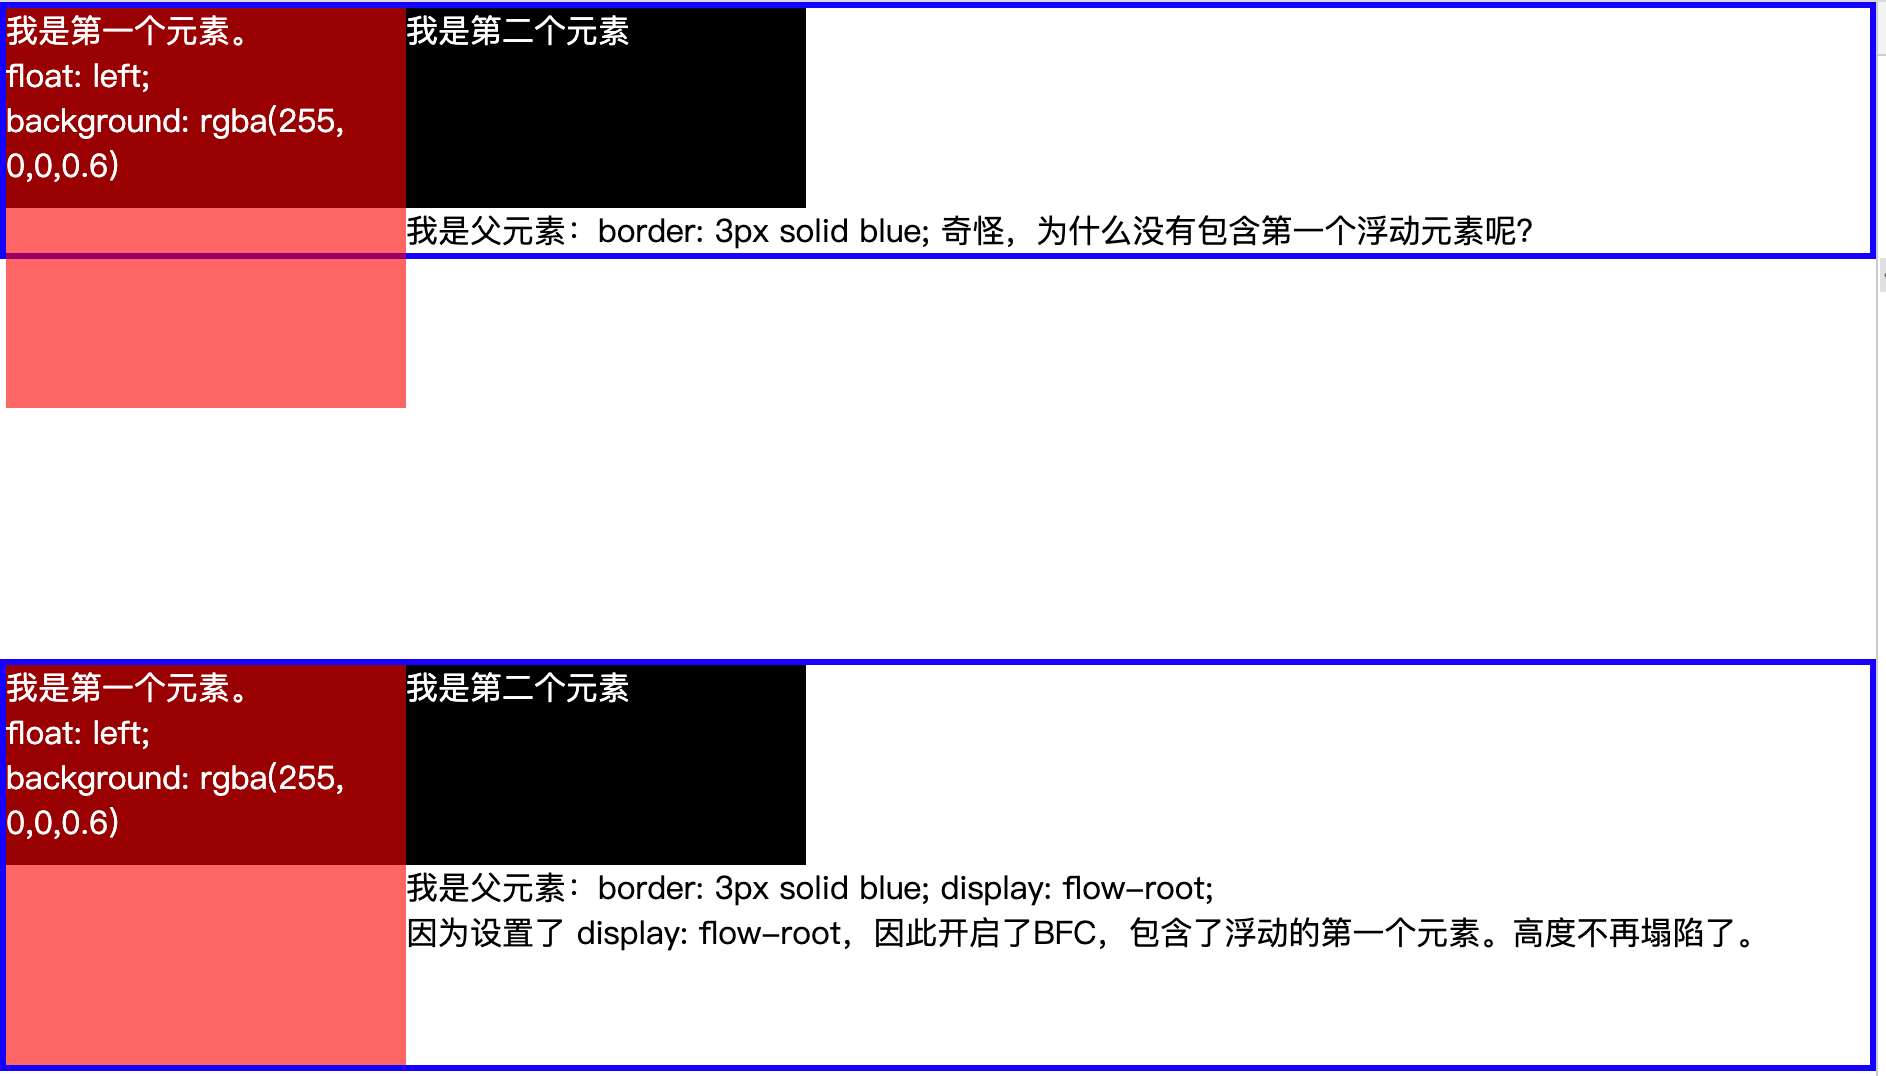 我是第一个元素。
float: left;
background: rgba(255,
0,0,0.6)
我是第二个元素
我是父元素：border: 3px solid blue; 奇怪，为什么没有包含第一个浮动元素呢?
我是第一个元素。
float: left;
background: rgba(255,
0,0,0.6)
我是第二个元素
我是父元素：border: 3px solid blue; display: flow-root;
因为设置了 display: flow-root，因此开启了BFC，包含了浮动的第一个元素。高度不再塌陷了。